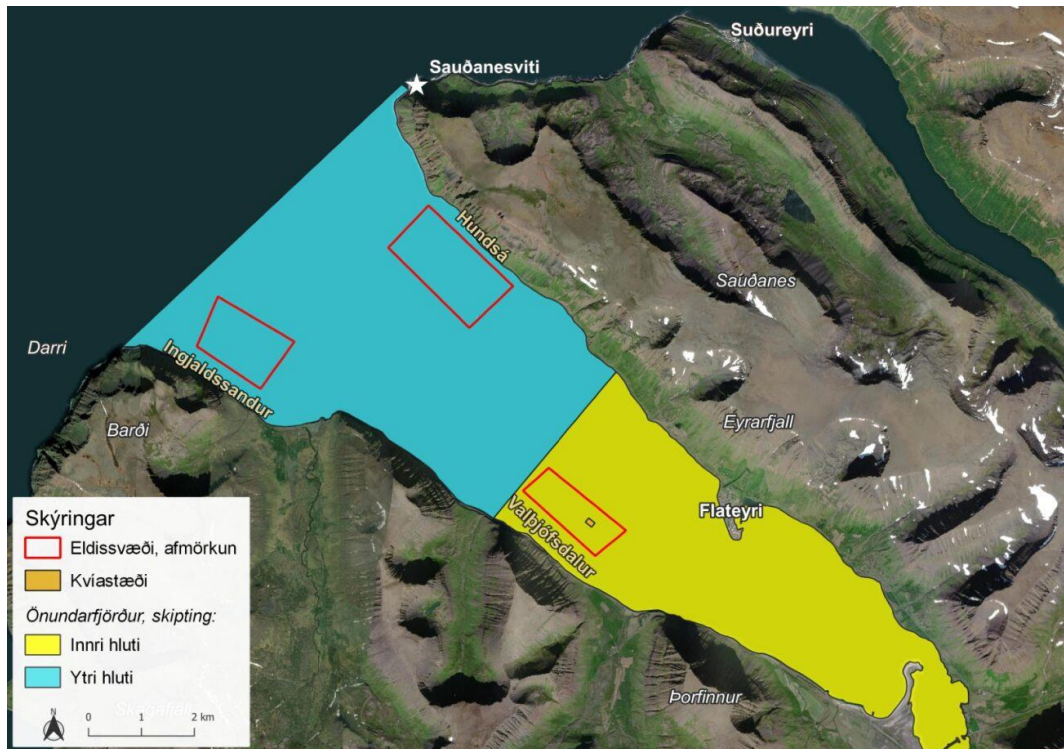 Suðureyri
Sauðanesviti
Hundsá
Sauðanes
Darri
Ingjaldssandur
Barði
Eyrarfjall
Flateyri
Valþjófsdalur
Þorfinnur
Skýringar
Eldissvæði, afmörkun
Kvíastæði
Önundarfjörður, skipting:
Innri hluti
Ytri hluti
N
0 1 2 km